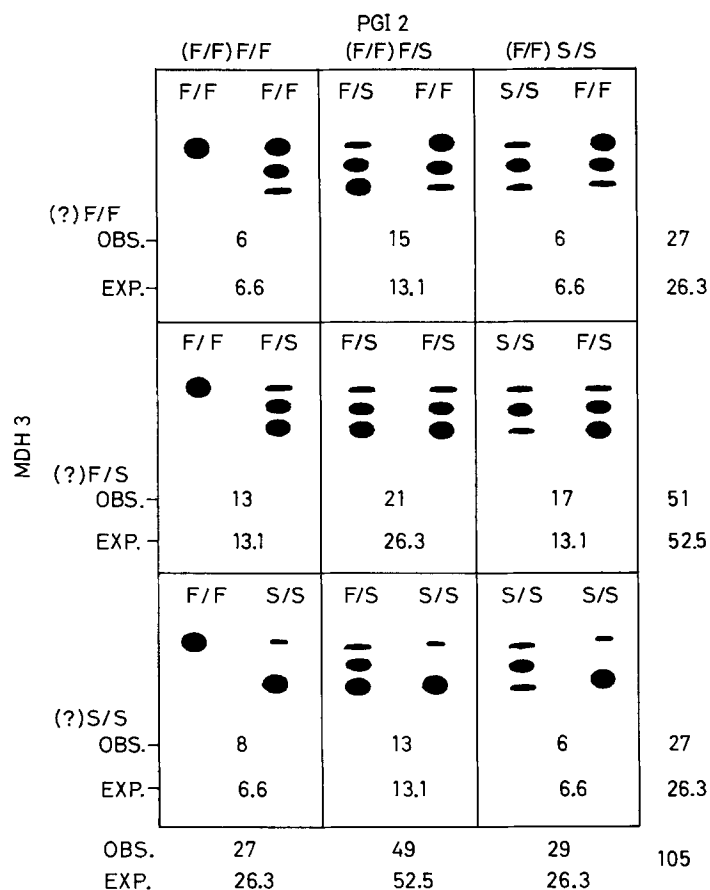 PGI 2
(F/F) F/F (F/F) F/S (F/F) S/S
F/F F/F F/S F/F S/S F/F
(?) F/F
OBS. 6 15 6 27
EXP. 6.6 13.1 6.6 26.3
F/F F/S F/S F/S S/S F/S
MDH 3
(?) F/S
OBS. 13 21 17 51
EXP. 13.1 26.3 13.1 52.5
F/F S/S F/S S/S S/S S/S
(?) S/S
OBS. 8 13 6 27
EXP. 6.6 13.1 6.6 26.3
OBS. 27 49 29 105
EXP. 26.3 52.5 26.3